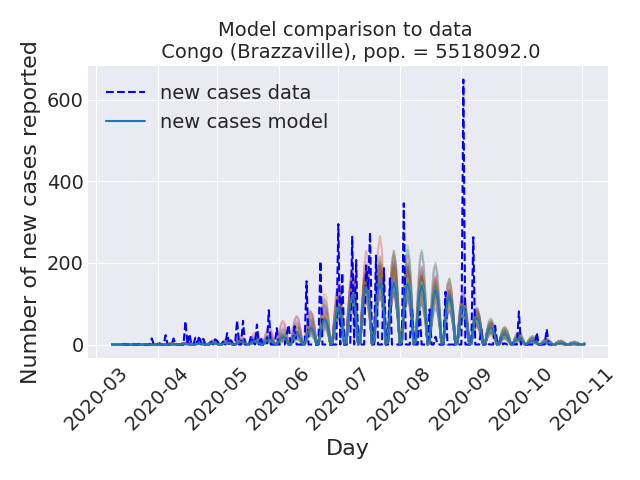 Model comparison to data
Congo (Brazzaville), pop. = 5518092.0
Number of new cases reported
600
400
200
0
new cases data
new cases model
2020-03
2020-04
2020-05
2020-06
2020-07
2020-08
2020-09
2020-10
2020-11
Day